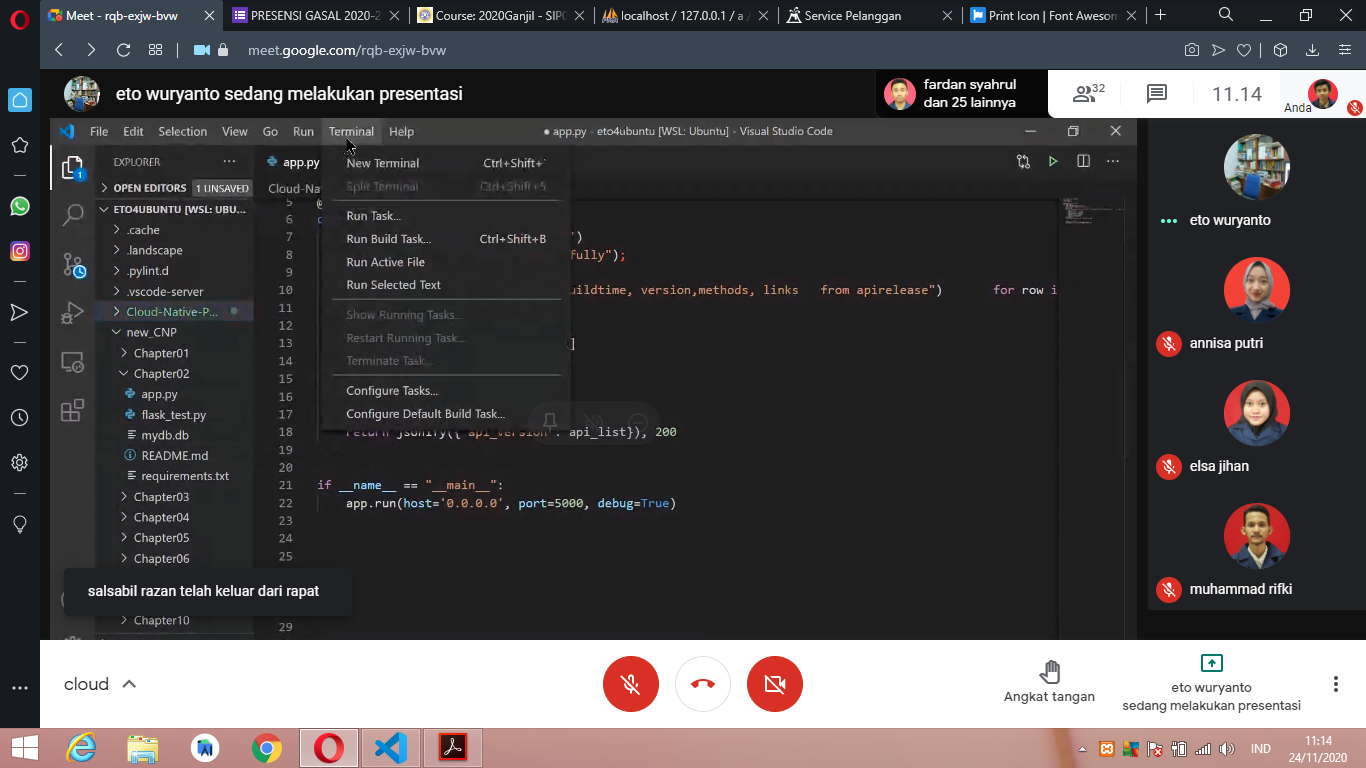 Meet - rqb-exjw-bvw
PRESENSI GASAL 2020-2
Course: 2020Ganjil - SIPC
localhost / 127.0.0.1 / a /
Service Pelanggan
Print Icon | Font Awesom
meet.google.com/rqb-exjw-bvw
eto wuryanto sedang melakukan presentasi
fardan syahrul
dan 25 lainnya
32
11.14
Anda
File Edit Selection View Go Run Terminal Help
● app.py - eto4ubuntu [WSL: Ubuntu] - Visual Studio Code
EXPLORER
app.py
OPEN EDITORS 1 UNSAVED
ETO4UBUNTU [WSL: UBU...
.cache
.landscape
.pylint.d
.vscode-server
Cloud-Native-P...
new_CNP
Chapter01
Chapter02
app.py
flask_test.py
mydb.db
README.md
requirements.txt
Chapter03
Chapter04
Chapter05
Chapter06
Chapter10
Cloud-Na
New Terminal Ctrl+Shift+`
Split Terminal Ctrl+Shift+5
Run Task...
Run Build Task... Ctrl+Shift+B
Run Active File
Run Selected Text
Show Running Tasks...
Restart Running Task...
Terminate Task...
Configure Tasks...
Configure Default Build Task...
5 @
6
7 ')
8 fully");
9
10 uildtime, version,methods, links from apirelease") for row i
11
12
13 ]
14
15
16
17
18 return jsonify({'api_version': api_list}), 200
19
20
21 if __name__ == "__main__":
22 app.run(host='0.0.0.0', port=5000, debug=True)
23
24
25
29
salsabil razan telah keluar dari rapat
eto wuryanto
annisa putri
elsa jihan
muhammad rifki
cloud
Angkat tangan
eto wuryanto
sedang melakukan presentasi
IND
11:14
24/11/2020